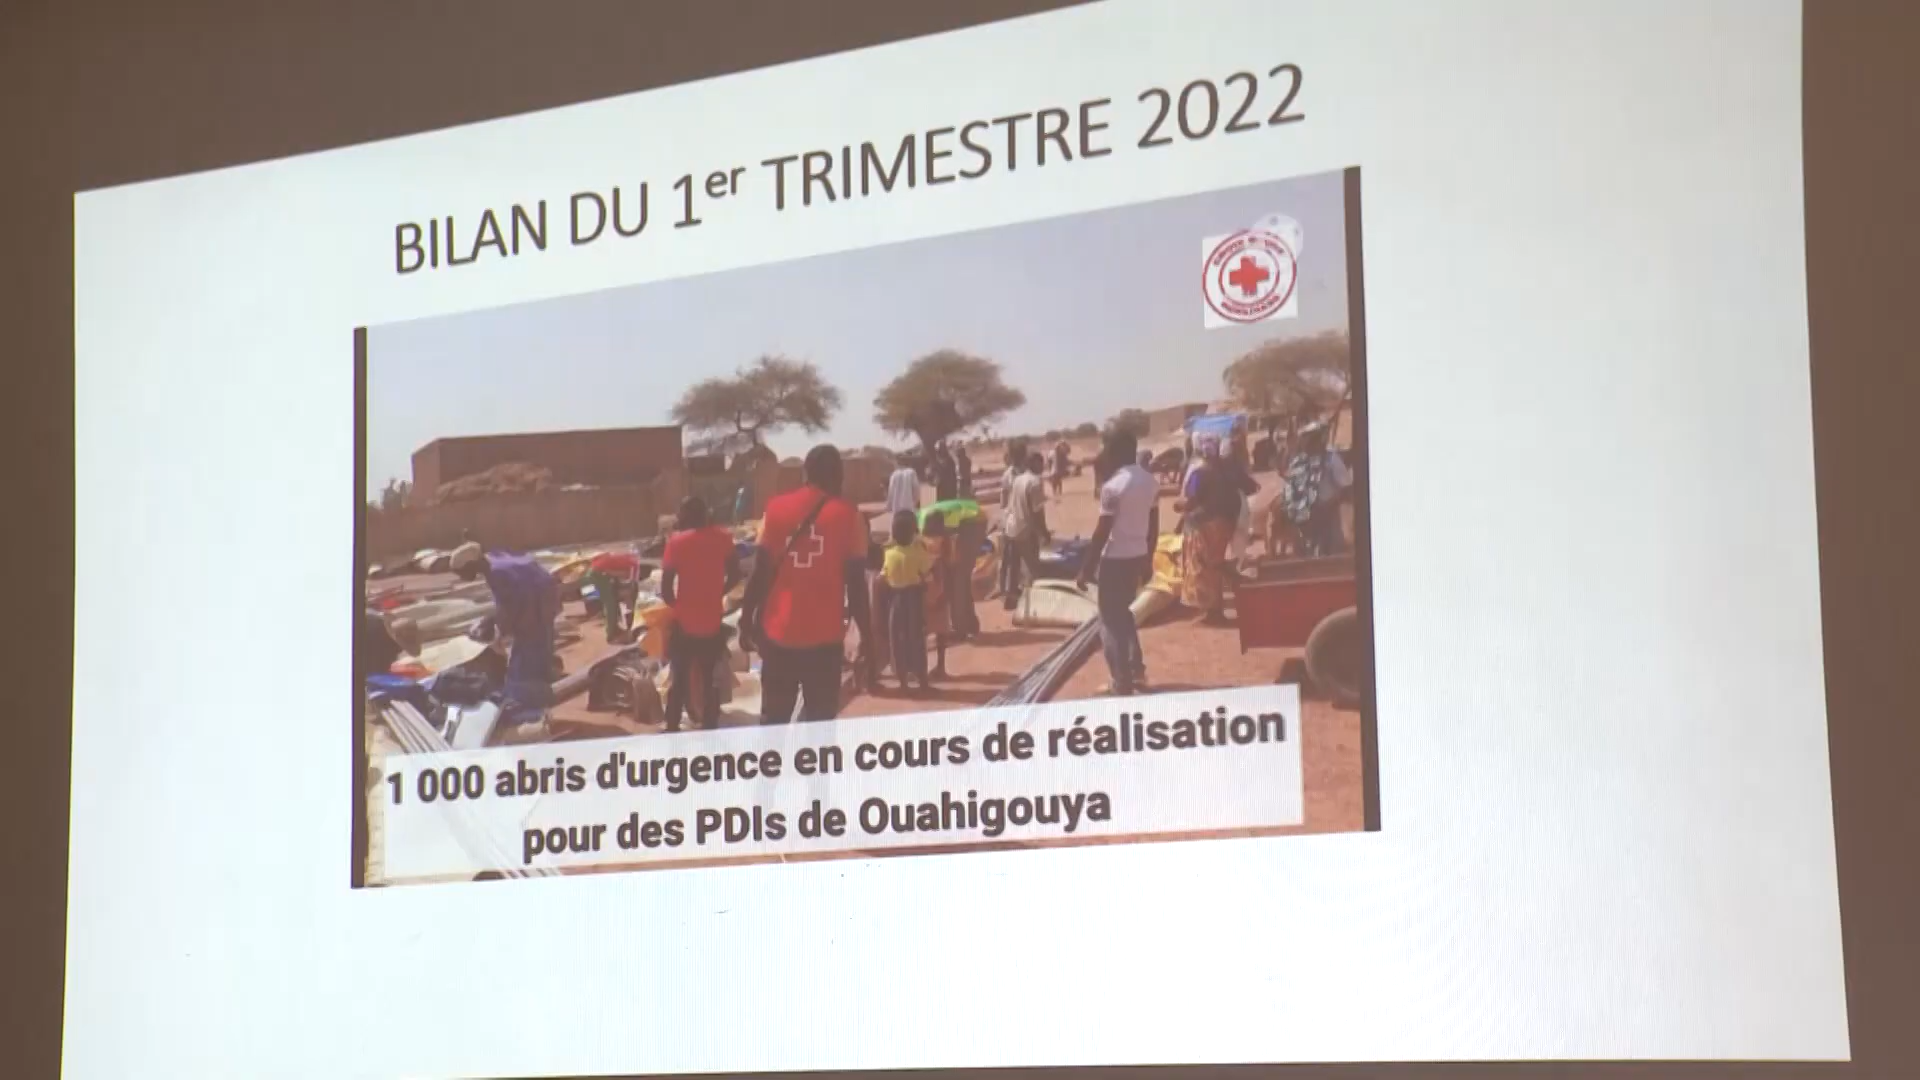 BILAN DU 1er TRIMESTRE 2022
1 000 abris d'urgence en cours de réalisation
pour des PDIs de Ouahigouya